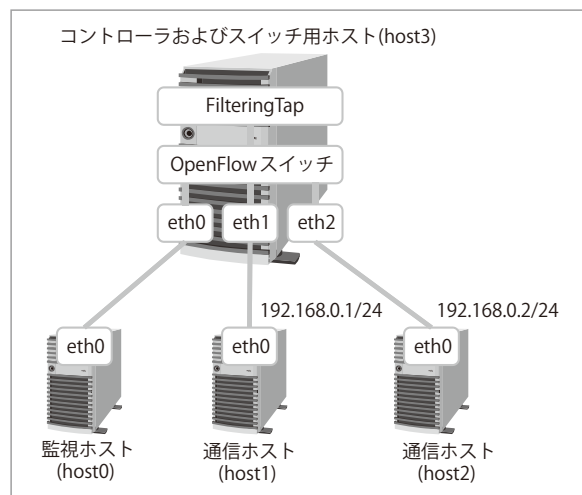 コントローラおよびスイッチ用ホスト(host3)
FilteringTap
OpenFlowスイッチ
eth0
eth1
eth2
192.168.0.1/24
192.168.0.2/24
eth0
eth0
eth0
監視ホスト
(host0)
通信ホスト
(host1)
通信ホスト
(host2)